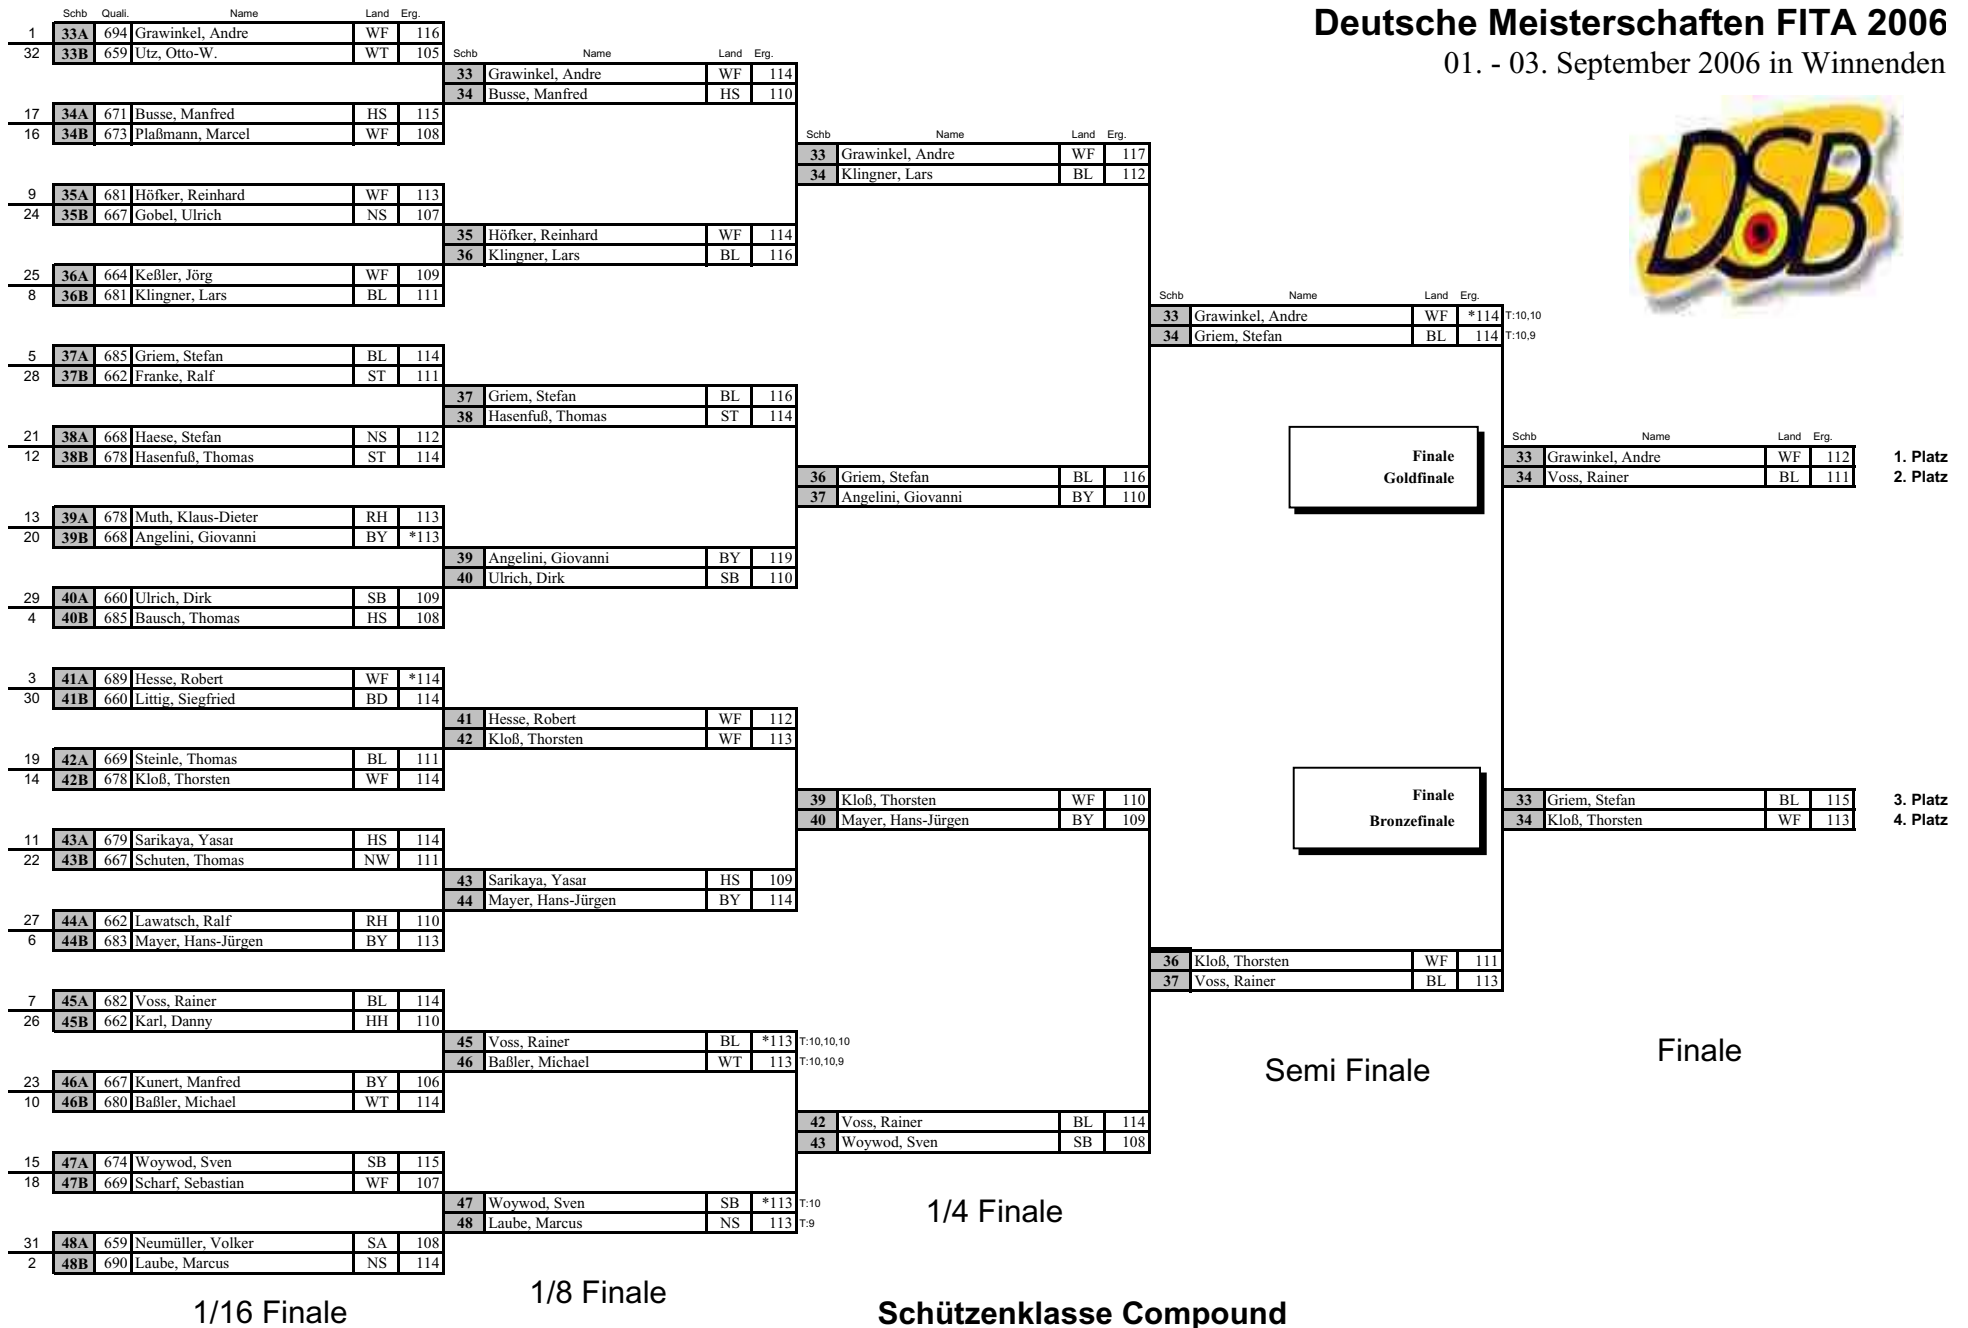 Deutsche Meisterschaften FITA 2006
01. - 03. September 2006 in Winnenden
DSB
Schb Quali. Name Land Erg.
1 33A 694 Grawinkel, Andre WF 116
32 33B 659 Utz, Otto-W. WT 105
17 34A 671 Busse, Manfred HS 115
16 34B 673 Plaßmann, Marcel WF 108
9 35A 681 Höfker, Reinhard WF 113
24 35B 667 Gobel, Ulrich NS 107
25 36A 664 Keßler, Jörg WF 109
8 36B 681 Klingner, Lars BL 111
5 37A 685 Griem, Stefan BL 114
28 37B 662 Franke, Ralf ST 111
21 38A 668 Haese, Stefan NS 112
12 38B 678 Hasenfuß, Thomas ST 114
13 39A 678 Muth, Klaus-Dieter RH 113
20 39B 668 Angelini, Giovanni BY *113
29 40A 660 Ulrich, Dirk SB 109
4 40B 685 Bausch, Thomas HS 108
3 41A 689 Hesse, Robert WF *114
30 41B 660 Littig, Siegfried BD 114
19 42A 669 Steinle, Thomas BL 111
14 42B 678 Kloß, Thorsten WF 114
11 43A 679 Sarikaya, Yasar HS 114
22 43B 667 Schuten, Thomas NW 111
27 44A 662 Lawatsch, Ralf RH 110
6 44B 683 Mayer, Hans-Jürgen BY 113
7 45A 682 Voss, Rainer BL 114
26 45B 662 Karl, Danny HH 110
23 46A 667 Kunert, Manfred BY 106
10 46B 680 Baßler, Michael WT 114
15 47A 674 Woywod, Sven SB 115
18 47B 669 Scharf, Sebastian WF 107
31 48A 659 Neumüller, Volker SA 108
2 48B 690 Laube, Marcus NS 114
1/16 Finale
Schb Name Land Erg.
33 Grawinkel, Andre WF 114
34 Busse, Manfred HS 110
35 Höfker, Reinhard WF 114
36 Klingner, Lars BL 116
37 Griem, Stefan BL 116
38 Hasenfuß, Thomas ST 114
39 Angelini, Giovanni BY 119
40 Ulrich, Dirk SB 110
41 Hesse, Robert WF 112
42 Kloß, Thorsten WF 113
43 Sarikaya, Yasar HS 109
44 Mayer, Hans-Jürgen BY 114
45 Voss, Rainer BL *113 T:10,10,10
46 Baßler, Michael WT 113 T:10,10,9
47 Woywod, Sven SB *113 T:10
48 Laube, Marcus NS 113 T:9
1/8 Finale
Schb Name Land Erg.
33 Grawinkel, Andre WF 117
34 Klingner, Lars BL 112
36 Griem, Stefan BL 116
37 Angelini, Giovanni BY 110
39 Kloß, Thorsten WF 110
40 Mayer, Hans-Jürgen BY 109
42 Voss, Rainer BL 114
43 Woywod, Sven SB 108
1/4 Finale
Schb Name Land Erg.
33 Grawinkel, Andre WF *114 T:10,10
34 Griem, Stefan BL 114 T:10,9
36 Kloß, Thorsten WF 111
37 Voss, Rainer BL 113
Semi Finale
Finale
Goldfinale
Schb Name Land Erg.
33 Grawinkel, Andre WF 112 1. Platz
34 Voss, Rainer BL 111 2. Platz
Finale
Bronzefinale
33 Griem, Stefan BL 115 3. Platz
34 Kloß, Thorsten WF 113 4. Platz
Finale
Schützenklasse Compound